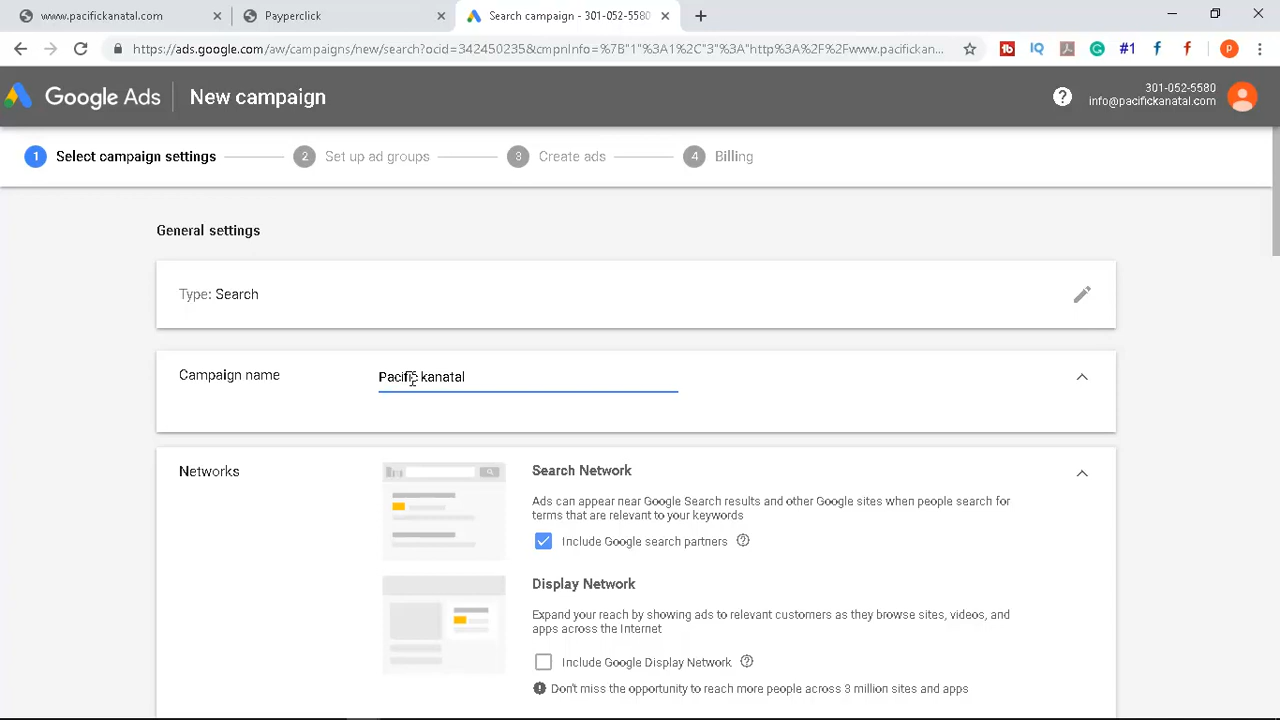 www.pacifickanatal.com
Payperclick
Search campaign - 301-052-5580
https://ads.google.com/aw/campaigns/new/search?ocid=342450235&cmpnInfo=%7B"1"%3A1%2C"3"%3A"http%3A%2F%2Fwww.pacifickan...
IQ
#1
f
f
P
Google Ads
New campaign
?
301-052-5580
info@pacifickanatal.com
1 Select campaign settings
2 Set up ad groups
3 Create ads
4 Billing
General settings
Type: Search
Campaign name
Pacific kanatal
Networks
Search Network
Ads can appear near Google Search results and other Google sites when people search for
terms that are relevant to your keywords
Include Google search partners ?
Display Network
Expand your reach by showing ads to relevant customers as they browse sites, videos, and
apps across the Internet
Include Google Display Network ?
Don't miss the opportunity to reach more people across 3 million sites and apps